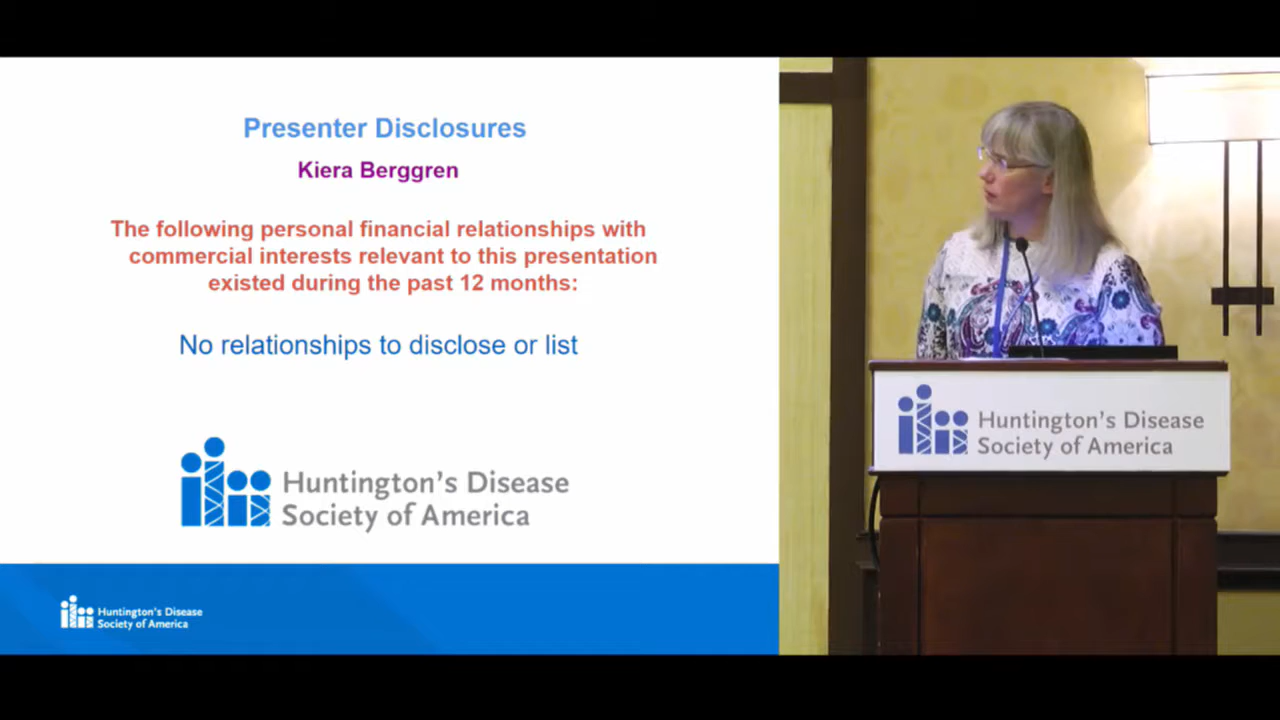 Presenter Disclosures
Kiera Berggren
The following personal financial relationships with
commercial interests relevant to this presentation
existed during the past 12 months:
No relationships to disclose or list
Huntington's Disease
Society of America
Huntington's Disease
Society of America
Huntington's Disease
Society of America